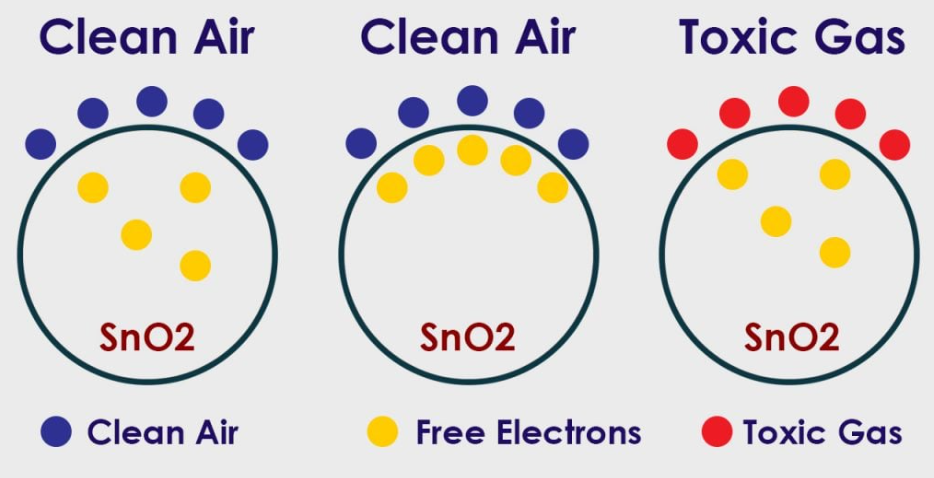 Clean Air
Clean Air
Toxic Gas
SnO2
SnO2
SnO2
Clean Air
Free Electrons
Toxic Gas